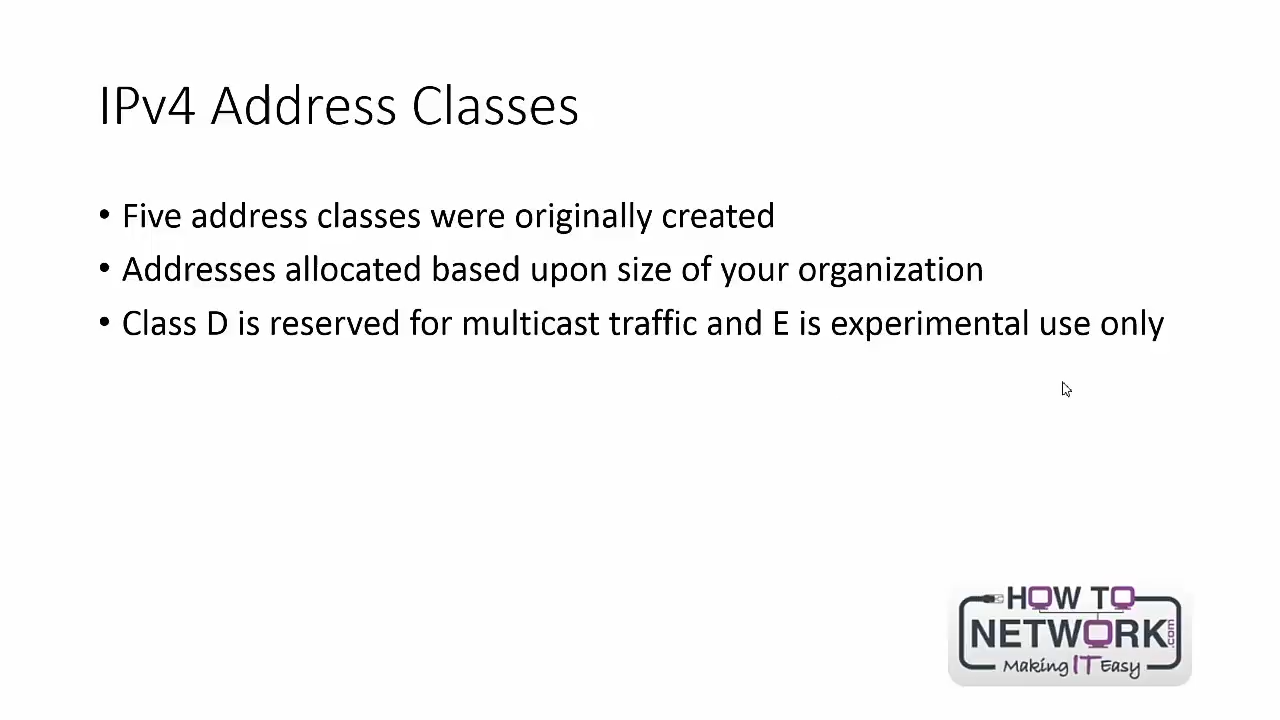 IPv4 Address Classes
• Five address classes were originally created
• Addresses allocated based upon size of your organization
• Class D is reserved for multicast traffic and E is experimental use only
HOW TO
NETWORK.com
Making IT Easy